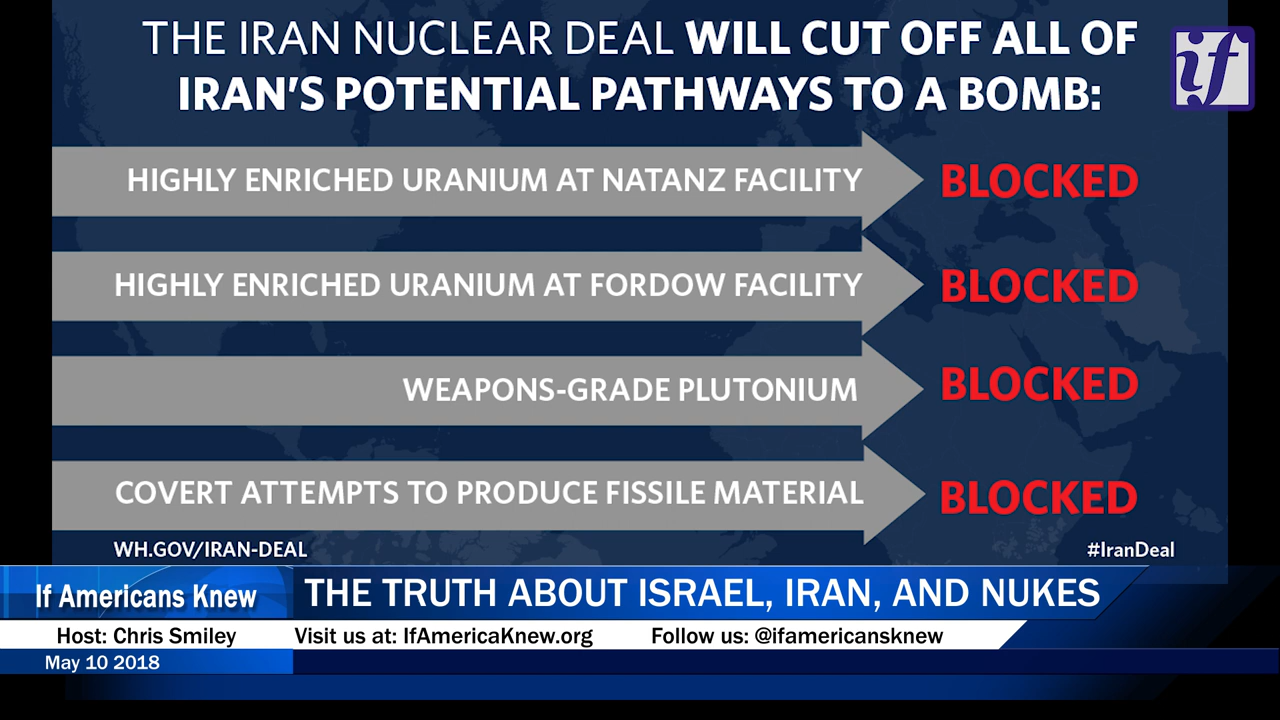 THE IRAN NUCLEAR DEAL WILL CUT OFF ALL OF
IRAN'S POTENTIAL PATHWAYS TO A BOMB:
if
HIGHLY ENRICHED URANIUM AT NATANZ FACILITY BLOCKED
HIGHLY ENRICHED URANIUM AT FORDOW FACILITY BLOCKED
WEAPONS-GRADE PLUTONIUM BLOCKED
COVERT ATTEMPTS TO PRODUCE FISSILE MATERIAL BLOCKED
WH.GOV/IRAN-DEAL #IranDeal
If Americans Knew THE TRUTH ABOUT ISRAEL, IRAN, AND NUKES
Host: Chris Smiley Visit us at: IfAmericaKnew.org Follow us: @ifamericansknew
May 10 2018